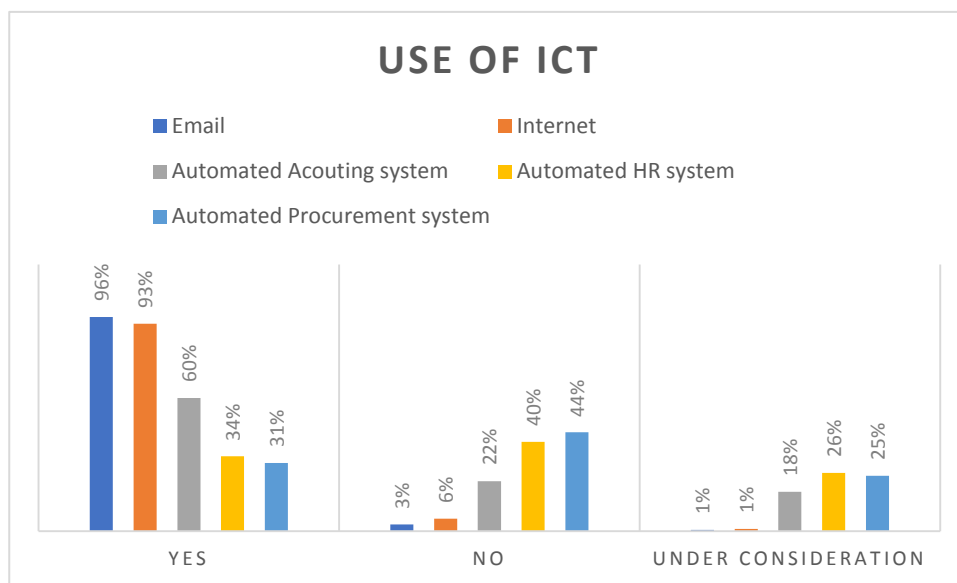 USE OF ICT
Email
Internet
Automated Acouting system
Automated HR system
Automated Procurement system
96%
93%
60%
34%
31%
3%
6%
22%
40%
44%
1%
1%
18%
26%
25%
YES
NO
UNDER CONSIDERATION